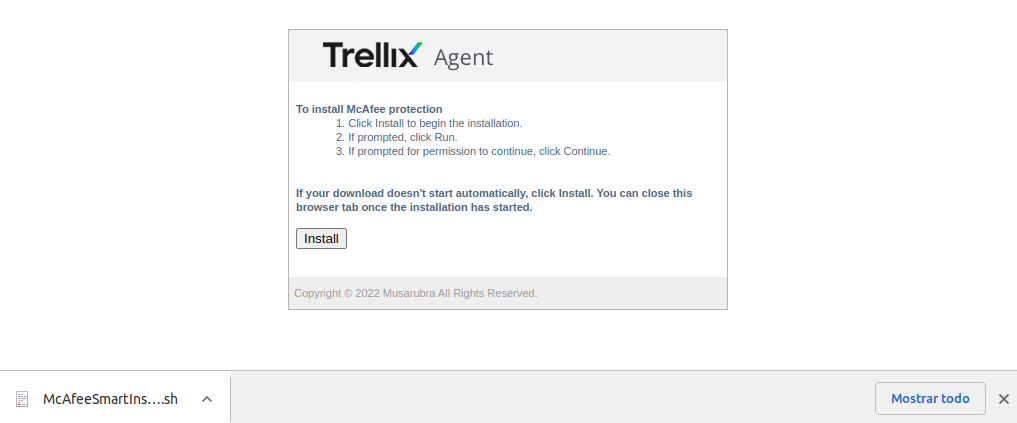 Trellix Agent
To install McAfee protection
1. Click Install to begin the installation.
2. If prompted, click Run.
3. If prompted for permission to continue, click Continue.
If your download doesn't start automatically, click Install. You can close this
browser tab once the installation has started.
Install
Copyright © 2022 Musarubra All Rights Reserved.
McAfeeSmartIns....sh
Mostrar todo